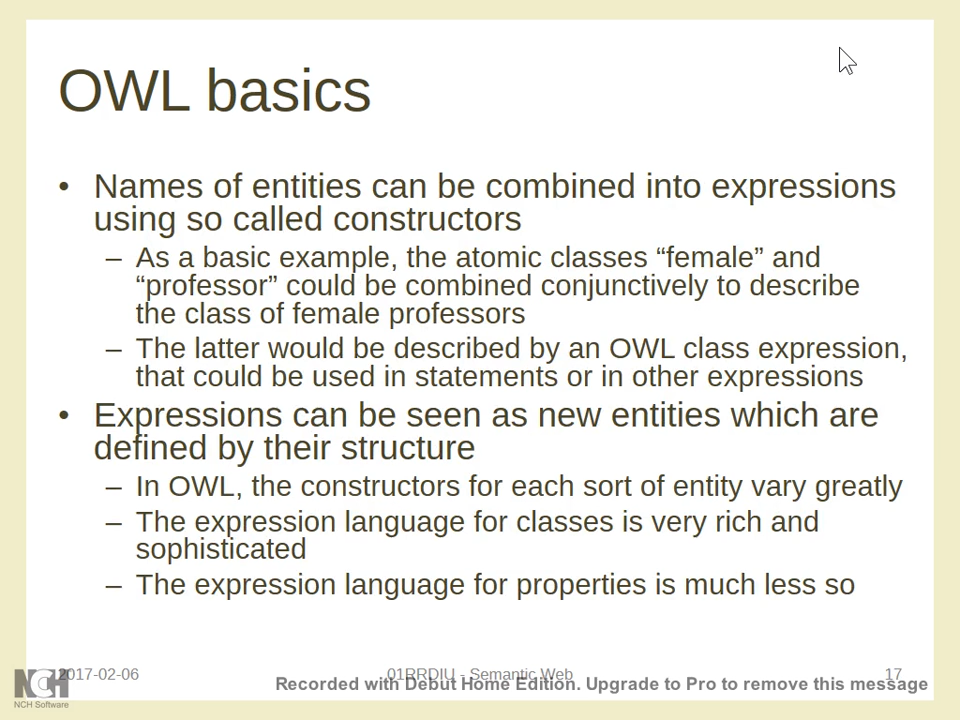 OWL basics
• Names of entities can be combined into expressions
using so called constructors
– As a basic example, the atomic classes “female” and
“professor” could be combined conjunctively to describe
the class of female professors
– The latter would be described by an OWL class expression,
that could be used in statements or in other expressions
• Expressions can be seen as new entities which are
defined by their structure
– In OWL, the constructors for each sort of entity vary greatly
– The expression language for classes is very rich and
sophisticated
– The expression language for properties is much less so
2017-02-06
01RRDIU - Semantic Web
17
NCH
NCH Software
Recorded with Debut Home Edition. Upgrade to Pro to remove this message